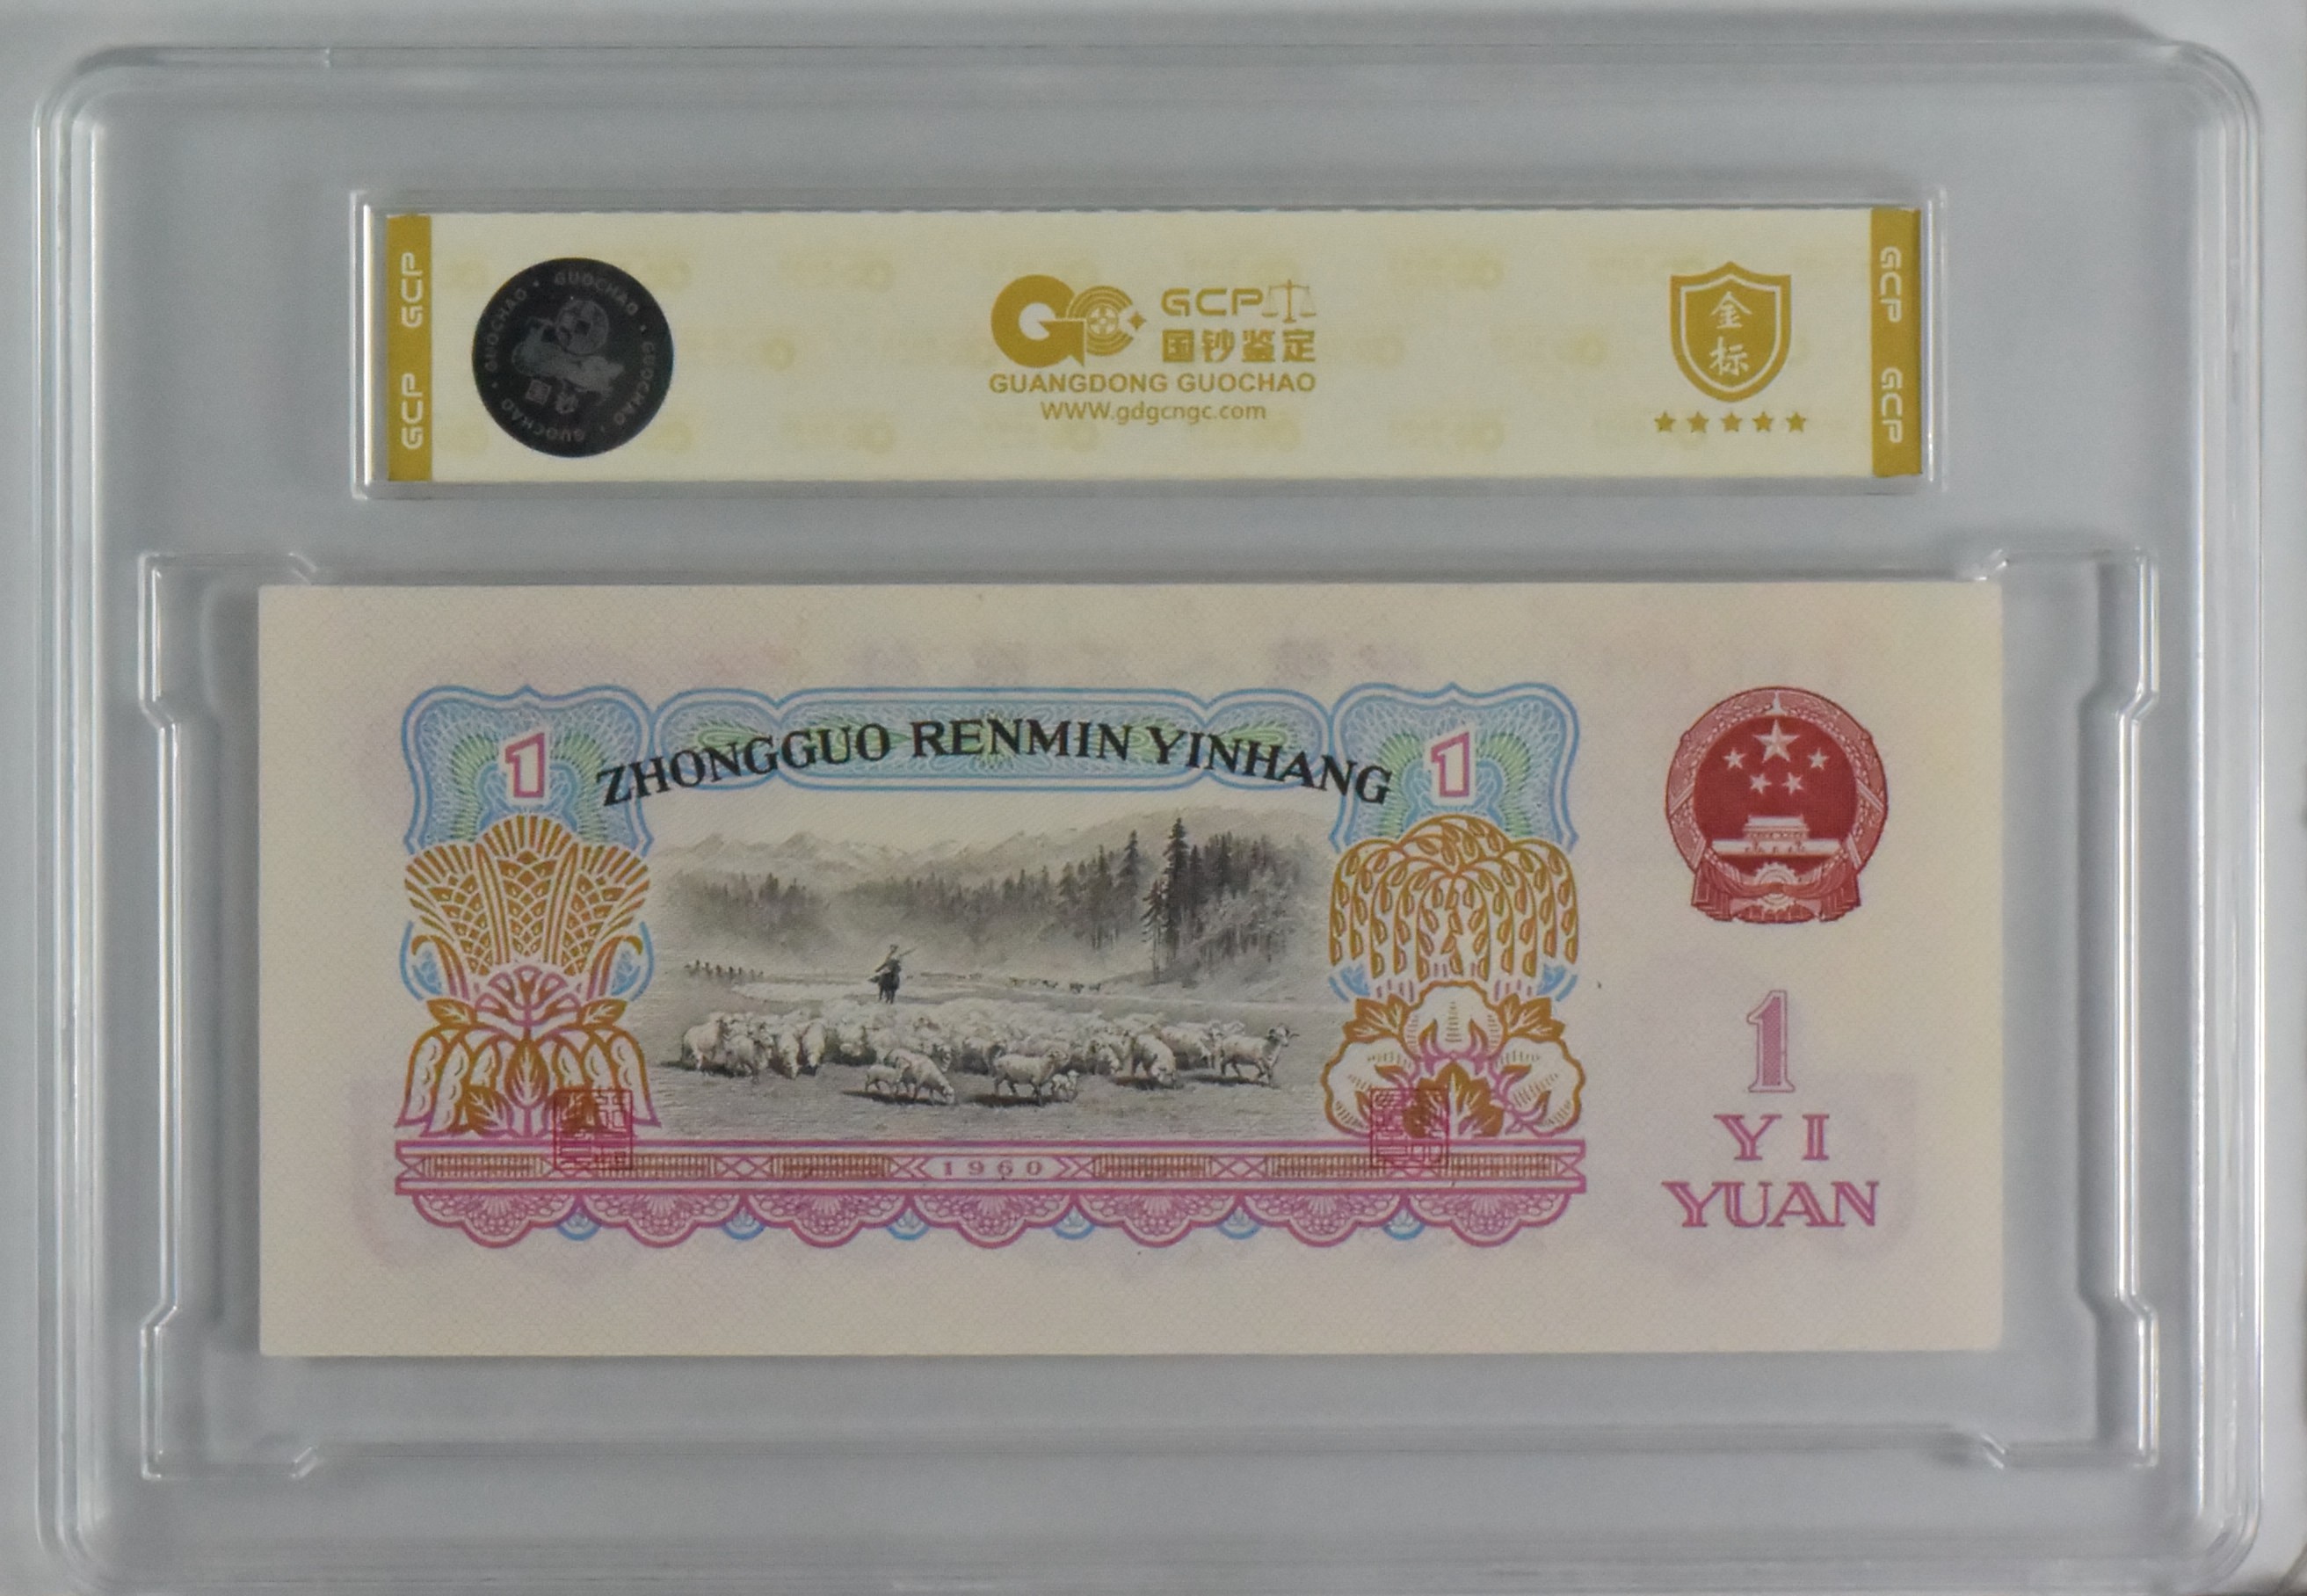 GCP GCP
GUOCHAO · GUOCHAO · GUOCHAO · GUOCHAO · GUOCHAO
国钞
GCP
国钞鉴定
GUANGDONG GUOCHAO
WWW.gdgcngc.com
金
标
GCP GCP
1
ZHONGGUO RENMIN YINHANG
1
1960
1
YI
YUAN